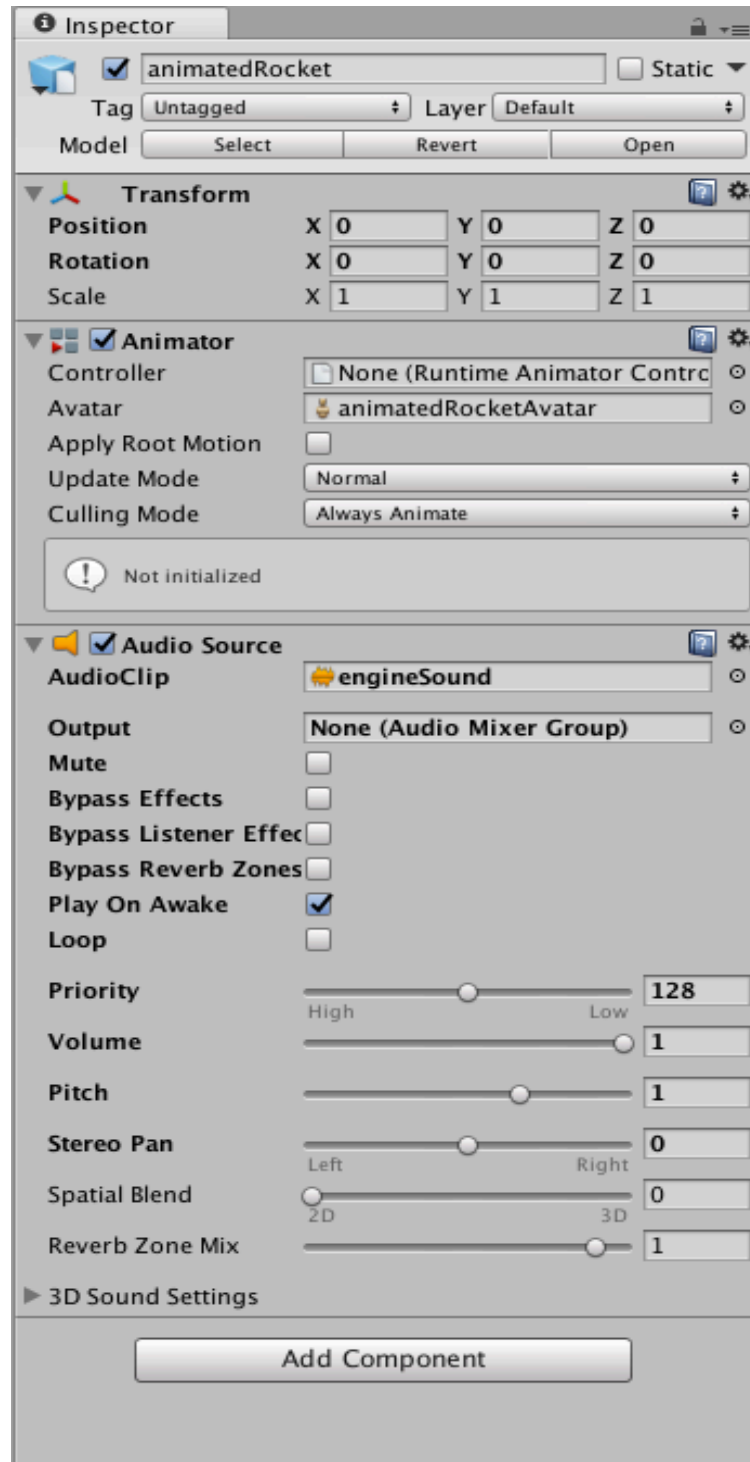 Inspector
animatedRocket Static
Tag Untagged Layer Default
Model Select Revert Open
Transform
Position X 0 Y 0 Z 0
Rotation X 0 Y 0 Z 0
Scale X 1 Y 1 Z 1
Animator
Controller None (Runtime Animator Contrc
Avatar animatedRocketAvatar
Apply Root Motion
Update Mode Normal
Culling Mode Always Animate
! Not initialized
Audio Source
AudioClip engineSound
Output None (Audio Mixer Group)
Mute
Bypass Effects
Bypass Listener Effec
Bypass Reverb Zones
Play On Awake
Loop
Priority 128
High Low
Volume 1
Pitch 1
Stereo Pan 0
Left Right
Spatial Blend 0
2D 3D
Reverb Zone Mix 1
3D Sound Settings
Add Component